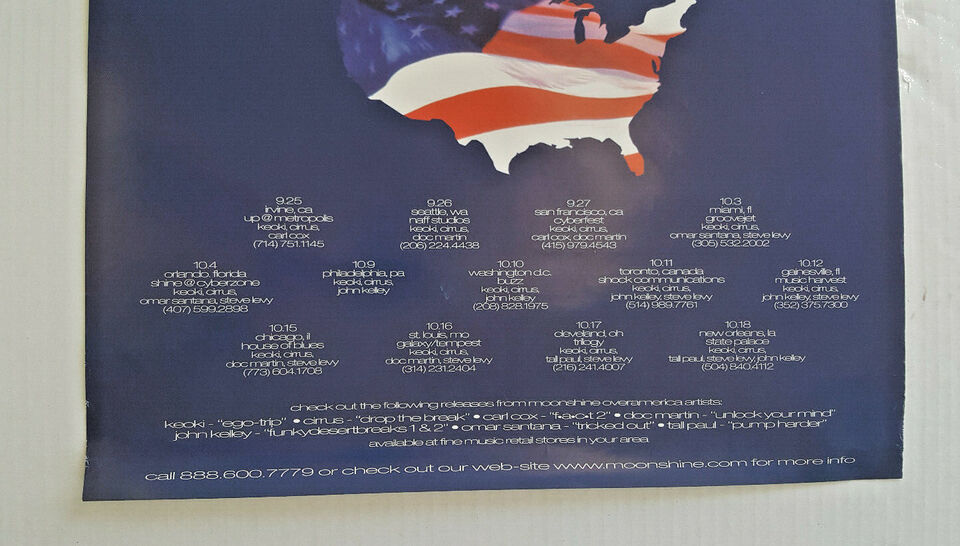 9.25
irvine, ca
up @ metropolis
keoki, cirrus,
carl cox
(714) 751.1145
9.26
seattle, wa
naff studios
keoki, cirrus,
doc martin
(206) 224.4438
9.27
san francisco, ca
cyberfest
keoki, cirrus,
carl cox, doc martin
(415) 979.4543
10.3
miami, fl
groovejet
keoki, cirrus,
omar santana, steve levy
(305) 532.2002
10.4
orlando, florida
shine @ cyberzone
keoki, cirrus,
omar santana, steve levy
(407) 599.2898
10.9
philadelphia, pa
keoki, cirrus,
john kelley
10.10
washington d.c.
buzz
keoki, cirrus,
john kelley
(208) 828.1975
10.11
toronto, canada
shock communications
keoki, cirrus,
john kelley, steve levy
(514) 989.7761
10.12
gainesville, fl
music harvest
keoki, cirrus,
john kelley, steve levy
(352) 375.7300
10.15
chicago, il
house of blues
keoki, cirrus,
doc martin, steve levy
(773) 604.1708
10.16
st. louis, mo
galaxy/tempest
keoki, cirrus,
doc martin, steve levy
(314) 231.2404
10.17
cleveland, oh
trilogy
keoki, cirrus,
tall paul, steve levy
(216) 241.4007
10.18
new orleans, la
state palace
keoki, cirrus,
tall paul, steve levy, john kelley
(504) 840.4112
check out the following releases from moonshine overamerica artists:
keoki - "ego-trip" • cirrus - "drop the break" • carl cox - "f•a•c•t 2" • doc martin - "unlock your mind"
john kelley - "funkydesertbreaks 1 & 2" • omar santana - "tricked out" • tall paul - "pump harder"
available at fine music retail stores in your area
call 888.600.7779 or check out our web-site www.moonshine.com for more info